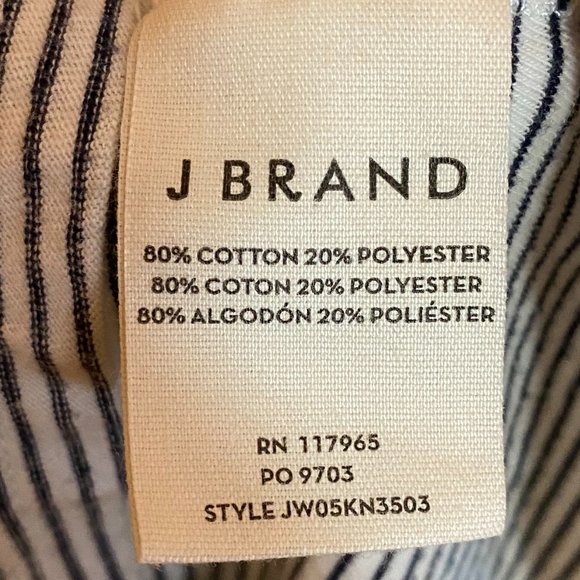 J BRAND
80% COTTON 20% POLYESTER
80% COTON 20% POLYESTER
80% ALGODÓN 20% POLIÉSTER
RN 117965
PO 9703
STYLE JW05KN3503